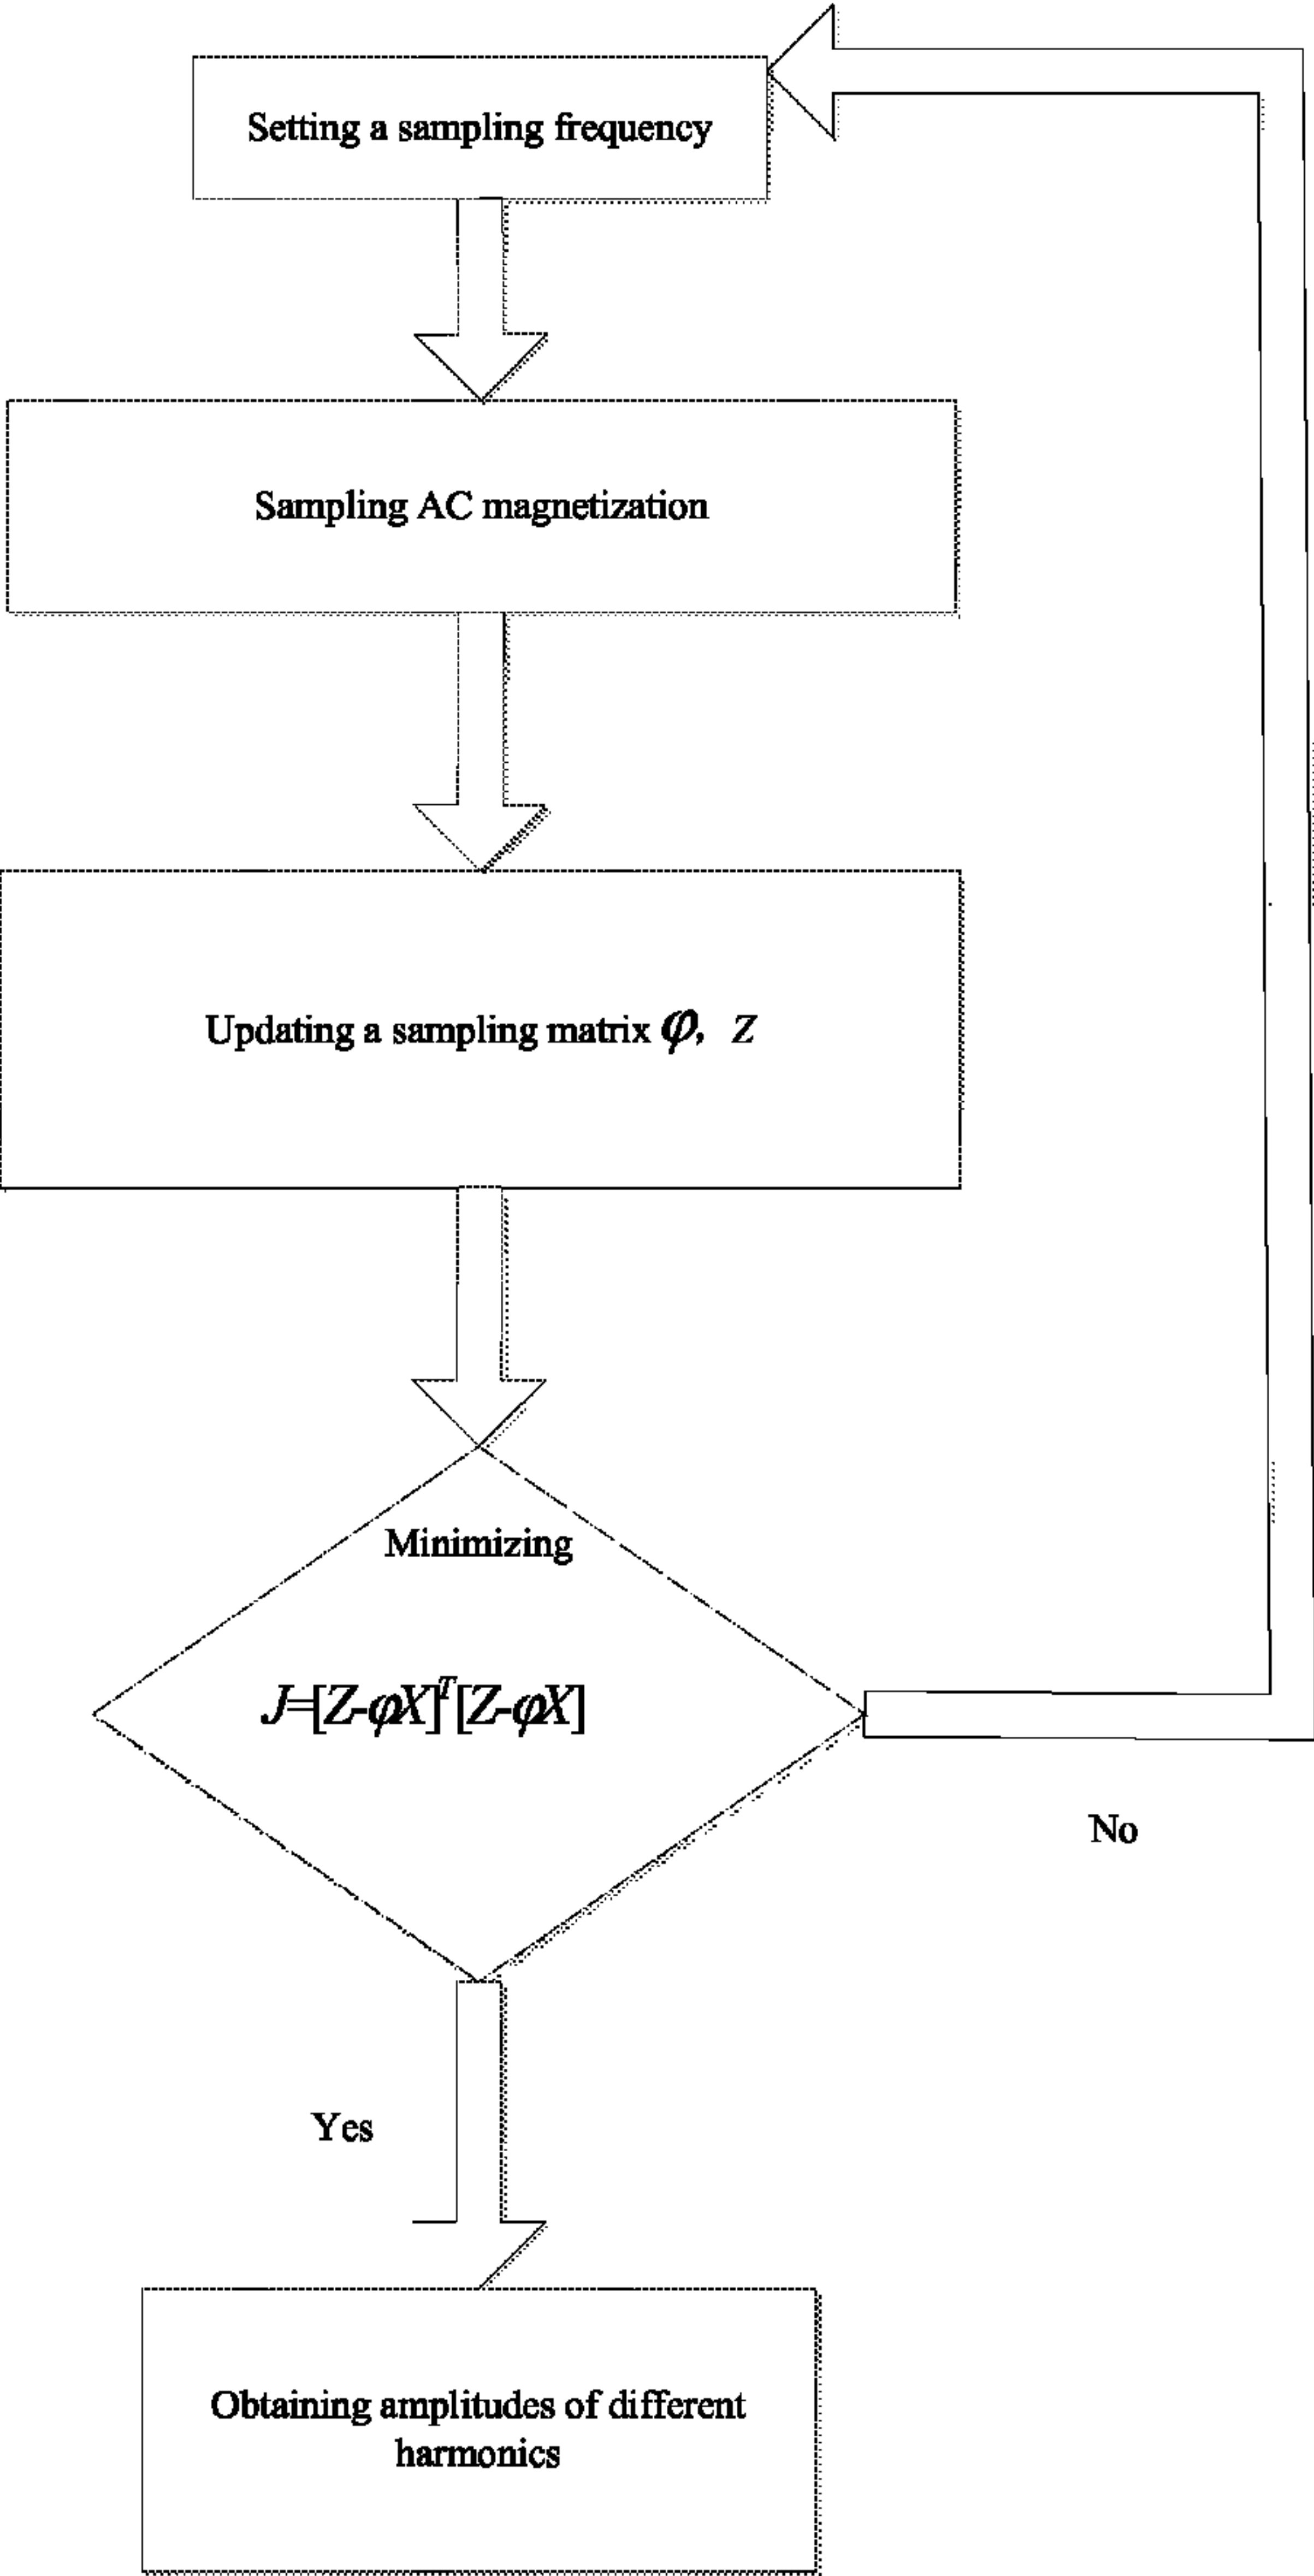 Setting a sampling frequency
Sampling AC magnetization
Updating a sampling matrix φ, Z
Minimizing
J=[Z-φX]ᵀ[Z-φX]
No
Yes
Obtaining amplitudes of different
harmonics